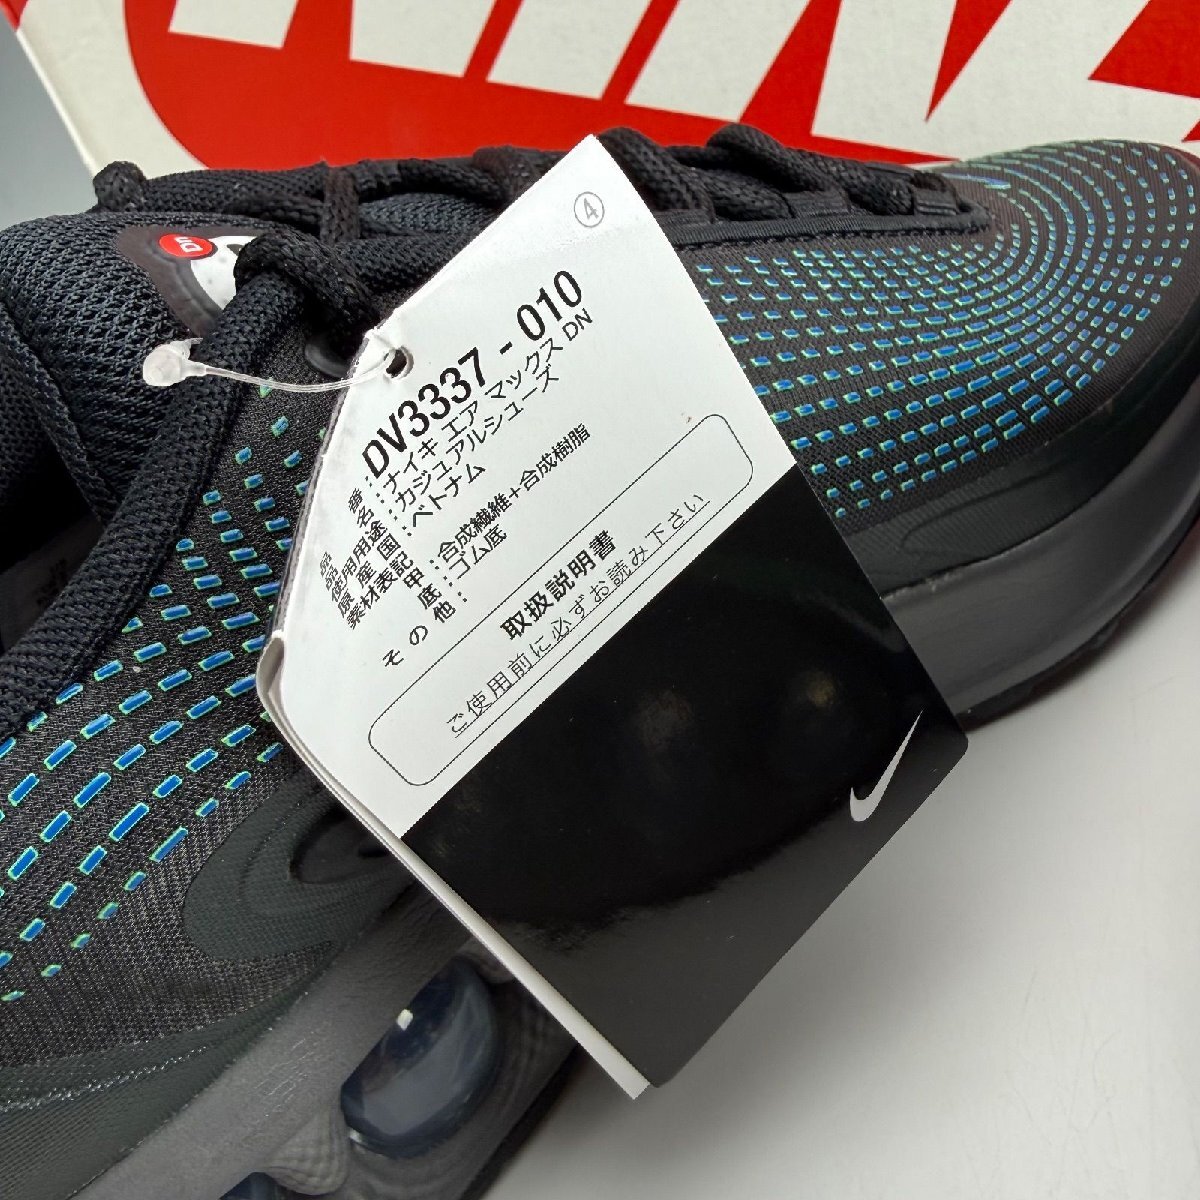 NIKE
Dn
④
品番:DV3337 - 010
品名:ナイキ エア マックス DN
使用用途:カジュアルシューズ
原産国:ベトナム
素材表記
甲:合成繊維+合成樹脂
底:ゴム底
その他:
取扱説明書
ご使用前に必ずお読み下さい